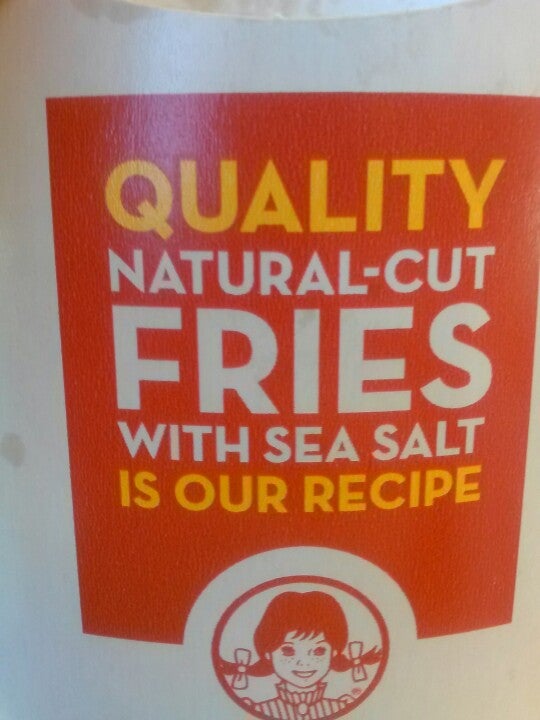 QUALITY
NATURAL-CUT
FRIES
WITH SEA SALT
IS OUR RECIPE
®